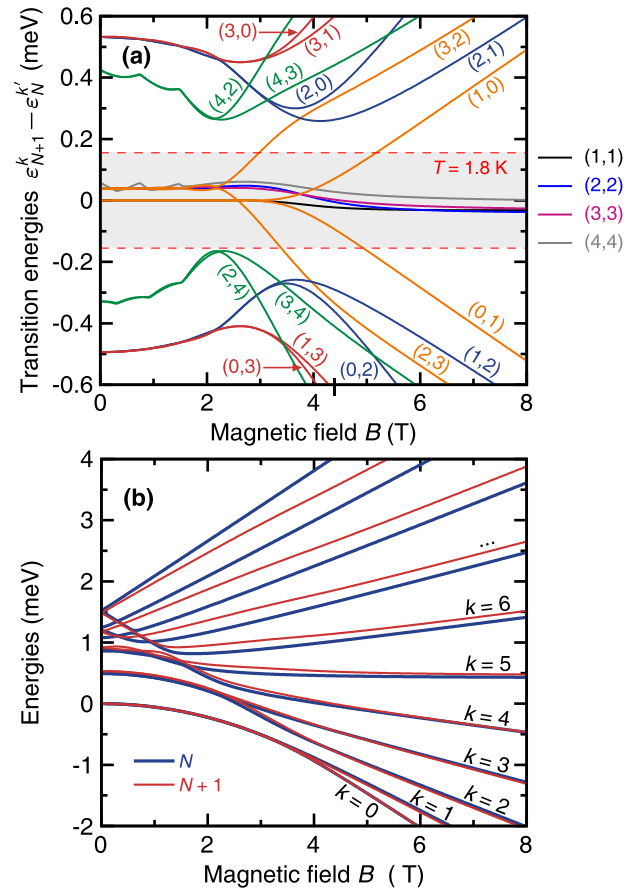 (a)
Transition energies ε^k_{N+1} − ε^{k′}_N (meV)
0.6
0.4
0.2
0
-0.2
-0.4
-0.6
(3,0)
(3,1)
(4,2)
(4,3)
(2,0)
(3,2)
(2,1)
(1,0)
T = 1.8 K
(1,1)
(2,2)
(3,3)
(4,4)
(2,4)
(3,4)
(0,3)
(1,3)
(0,2)
(2,3)
(1,2)
(0,1)
0 2 4 6 8
Magnetic field B (T)
(b)
Energies (meV)
4
3
2
1
0
-1
-2
...
k = 6
k = 5
k = 4
k = 3
k = 2
k = 1
k = 0
N
N + 1
0 2 4 6 8
Magnetic field B ( T)